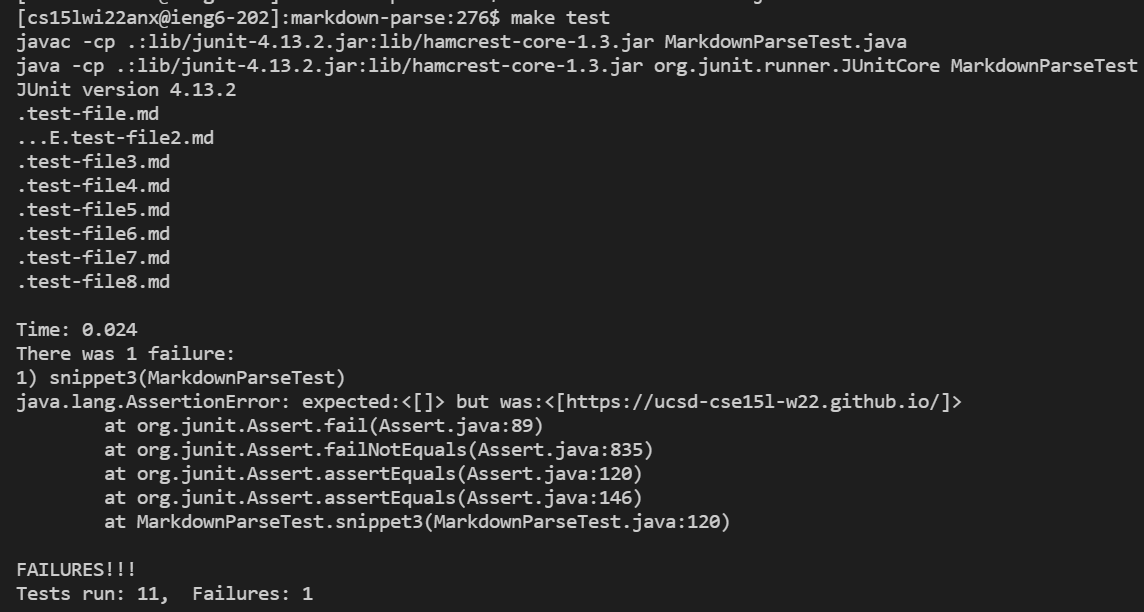 [cs15lwi22anx@ieng6-202]:markdown-parse:276$ make test
javac -cp .:lib/junit-4.13.2.jar:lib/hamcrest-core-1.3.jar MarkdownParseTest.java
java -cp .:lib/junit-4.13.2.jar:lib/hamcrest-core-1.3.jar org.junit.runner.JUnitCore MarkdownParseTest
JUnit version 4.13.2
.test-file.md
...E.test-file2.md
.test-file3.md
.test-file4.md
.test-file5.md
.test-file6.md
.test-file7.md
.test-file8.md

Time: 0.024
There was 1 failure:
1) snippet3(MarkdownParseTest)
java.lang.AssertionError: expected:<[]> but was:<[https://ucsd-cse15l-w22.github.io/]>
        at org.junit.Assert.fail(Assert.java:89)
        at org.junit.Assert.failNotEquals(Assert.java:835)
        at org.junit.Assert.assertEquals(Assert.java:120)
        at org.junit.Assert.assertEquals(Assert.java:146)
        at MarkdownParseTest.snippet3(MarkdownParseTest.java:120)

FAILURES!!!
Tests run: 11,  Failures: 1